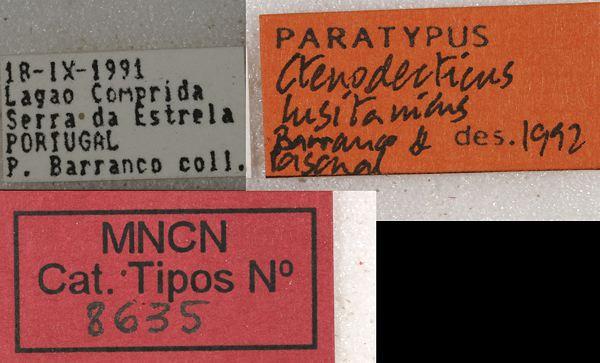 18-IX-1991
Lagao Comprida
Serra da Estrela
PORTUGAL
P. Barranco coll.
PARATYPUS
Ctenodecticus
lusitanicus
Barranco & des. 1992
Pascual
MNCN
Cat. Tipos Nº
8635